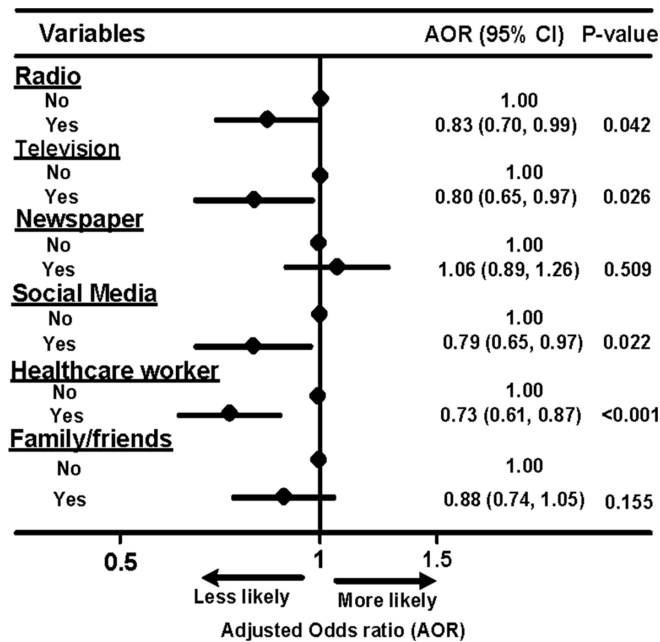 Variables AOR (95% CI) P-value
Radio
No 1.00
Yes 0.83 (0.70, 0.99) 0.042
Television
No 1.00
Yes 0.80 (0.65, 0.97) 0.026
Newspaper
No 1.00
Yes 1.06 (0.89, 1.26) 0.509
Social Media
No 1.00
Yes 0.79 (0.65, 0.97) 0.022
Healthcare worker
No 1.00
Yes 0.73 (0.61, 0.87) <0.001
Family/friends
No 1.00
Yes 0.88 (0.74, 1.05) 0.155
0.5 1 1.5
Less likely More likely
Adjusted Odds ratio (AOR)